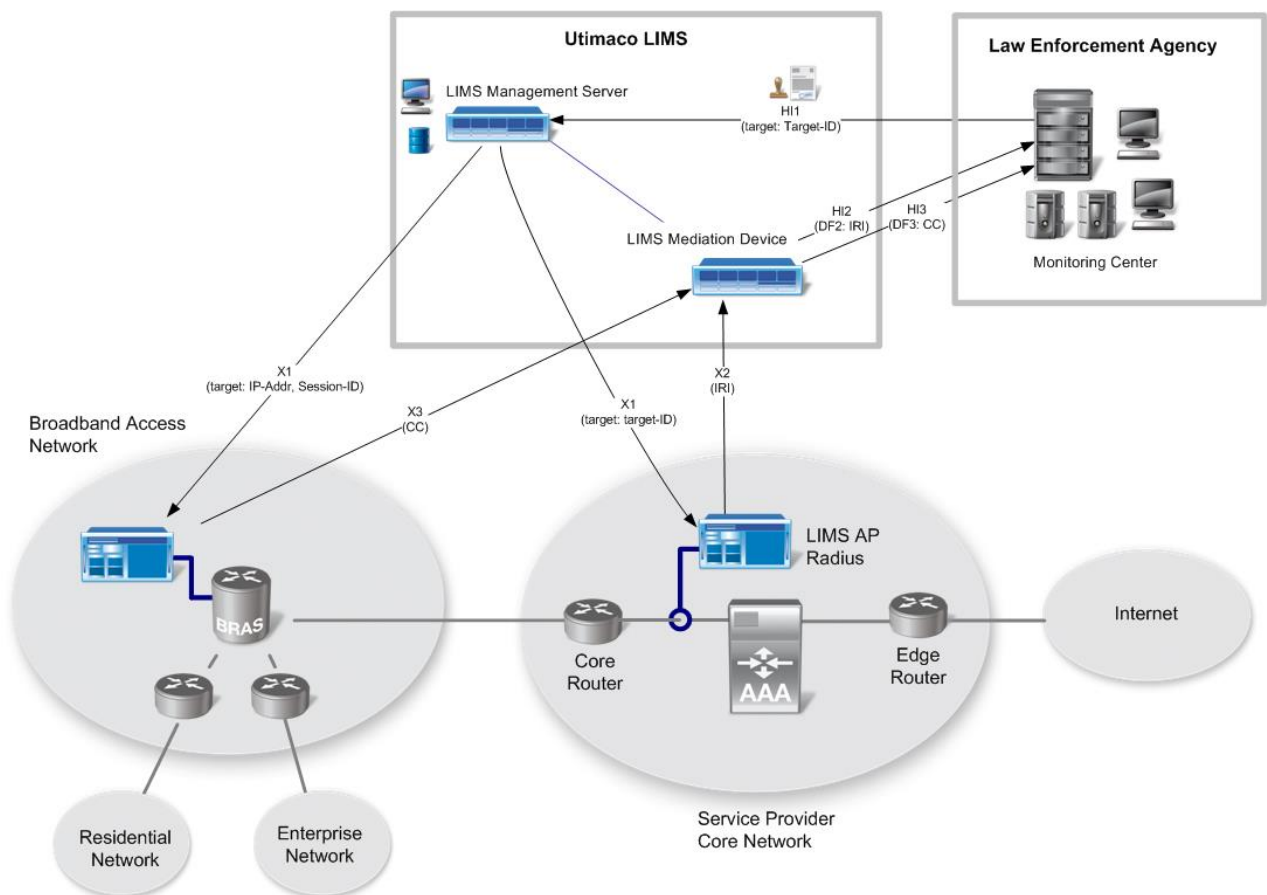 Utimaco LIMS
Law Enforcement Agency
LIMS Management Server
HI1
(target: Target-ID)
HI2
(DF2: IRI)
HI3
(DF3: CC)
LIMS Mediation Device
Monitoring Center
X1
(target: IP-Addr, Session-ID)
X3
(CC)
X1
(target: target-ID)
X2
(IRI)
Broadband Access
Network
LIMS AP
Radius
BRAS
Core
Router
AAA
Edge
Router
Internet
Residential
Network
Enterprise
Network
Service Provider
Core Network